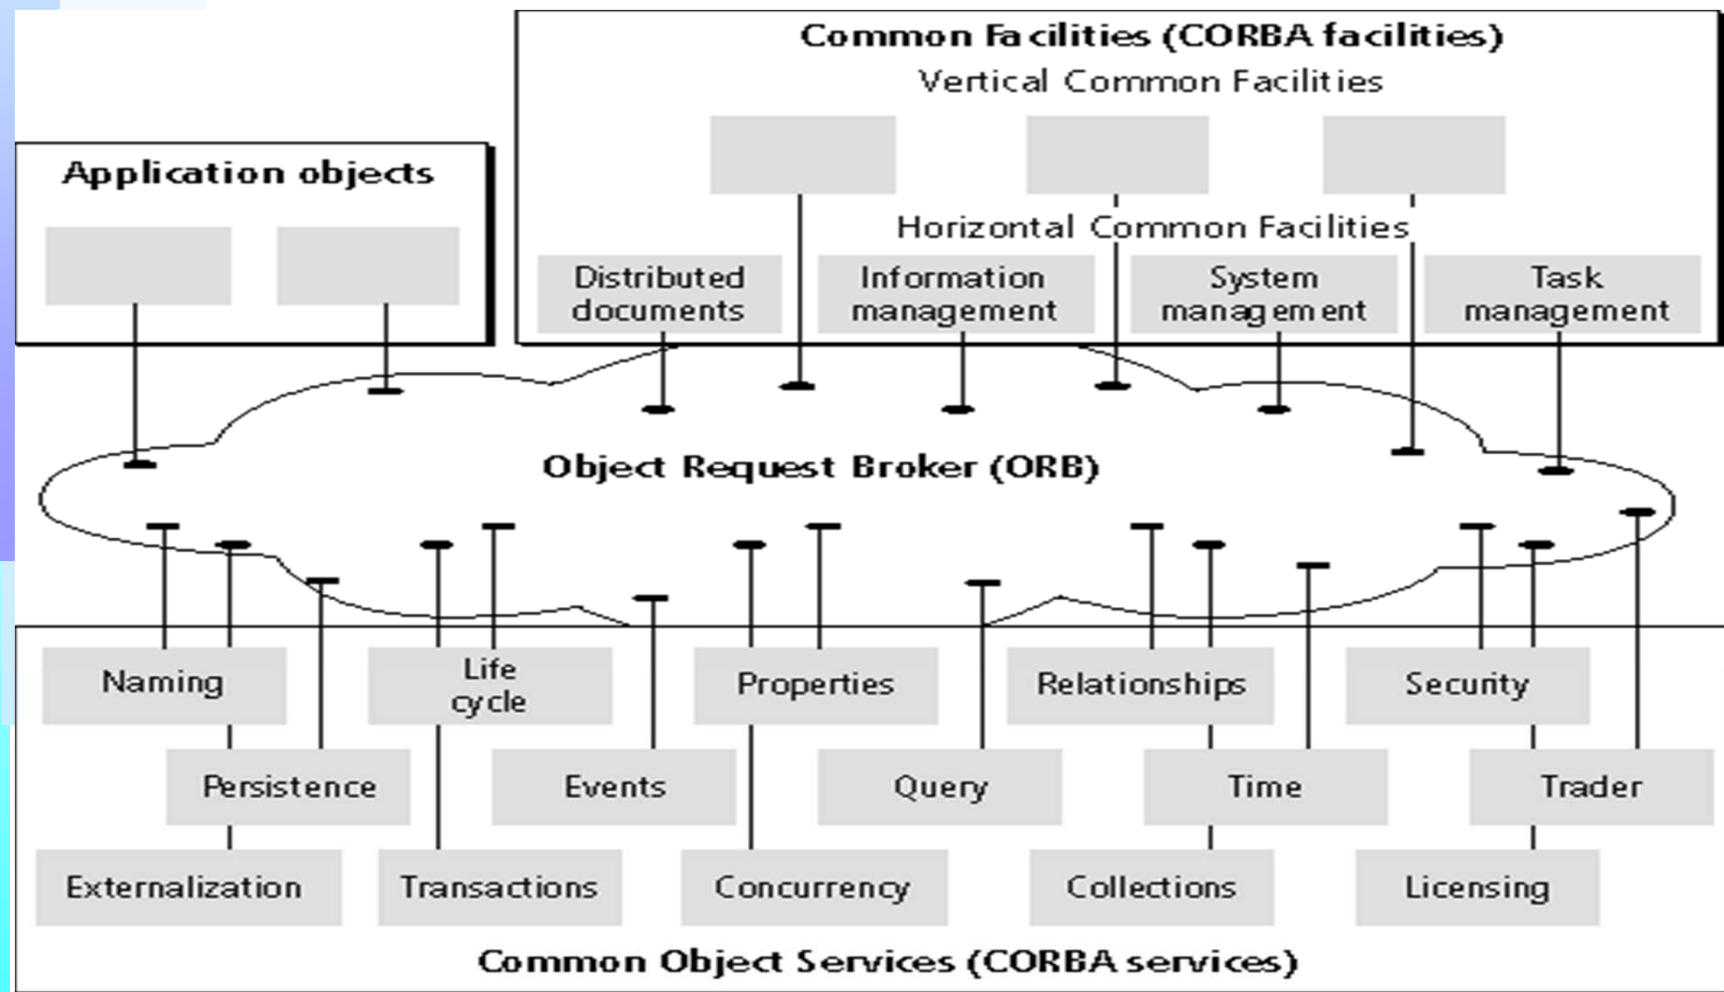 Common Facilities (CORBA facilities)
Vertical Common Facilities
Application objects
Horizontal Common Facilities
Distributed
documents
Information
management
System
management
Task
management
Object Request Broker (ORB)
Naming
Life
cycle
Properties
Relationships
Security
Persistence
Events
Query
Time
Trader
Externalization
Transactions
Concurrency
Collections
Licensing
Common Object Services (CORBA services)